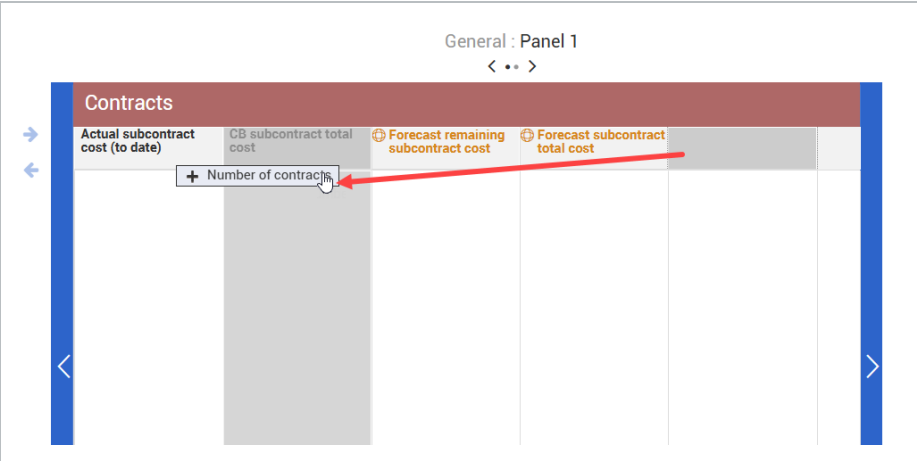 General : Panel 1
Contracts
Actual subcontract
cost (to date)
CB subcontract total
cost
Forecast remaining
subcontract cost
Forecast subcontract
total cost
+ Number of contracts